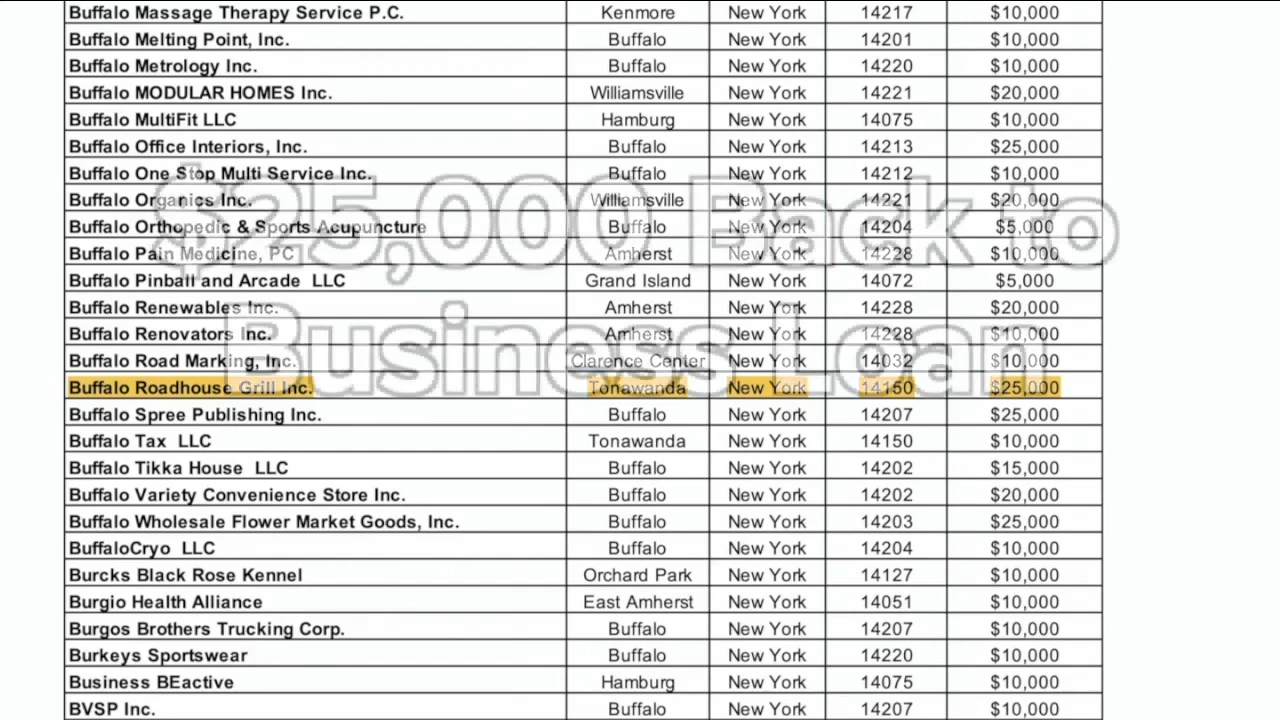 Buffalo Massage Therapy Service P.C. Kenmore New York 14217 $10,000
Buffalo Melting Point, Inc. Buffalo New York 14201 $10,000
Buffalo Metrology Inc. Buffalo New York 14220 $10,000
Buffalo MODULAR HOMES Inc. Williamsville New York 14221 $20,000
Buffalo MultiFit LLC Hamburg New York 14075 $10,000
Buffalo Office Interiors, Inc. Buffalo New York 14213 $25,000
Buffalo One Stop Multi Service Inc. Buffalo New York 14212 $10,000
Buffalo Organics Inc. Williamsville New York 14221 $20,000
$25,000 Back to
Buffalo Orthopedic & Sports Acupuncture Buffalo New York 14204 $5,000
Buffalo Pain Medicine, PC Amherst New York 14228 $10,000
Buffalo Pinball and Arcade LLC Grand Island New York 14072 $5,000
Buffalo Renewables Inc. Amherst New York 14228 $20,000
Buffalo Renovators Inc. Amherst New York 14228 $10,000
Business Loan
Buffalo Road Marking, Inc. Clarence Center New York 14032 $10,000
Buffalo Roadhouse Grill Inc. Tonawanda New York 14150 $25,000
Buffalo Spree Publishing Inc. Buffalo New York 14207 $25,000
Buffalo Tax LLC Tonawanda New York 14150 $10,000
Buffalo Tikka House LLC Buffalo New York 14202 $15,000
Buffalo Variety Convenience Store Inc. Buffalo New York 14202 $20,000
Buffalo Wholesale Flower Market Goods, Inc. Buffalo New York 14203 $25,000
BuffaloCryo LLC Buffalo New York 14204 $10,000
Burcks Black Rose Kennel Orchard Park New York 14127 $10,000
Burgio Health Alliance East Amherst New York 14051 $10,000
Burgos Brothers Trucking Corp. Buffalo New York 14207 $10,000
Burkeys Sportswear Buffalo New York 14220 $10,000
Business BEactive Hamburg New York 14075 $10,000
BVSP Inc. Buffalo New York 14207 $10,000